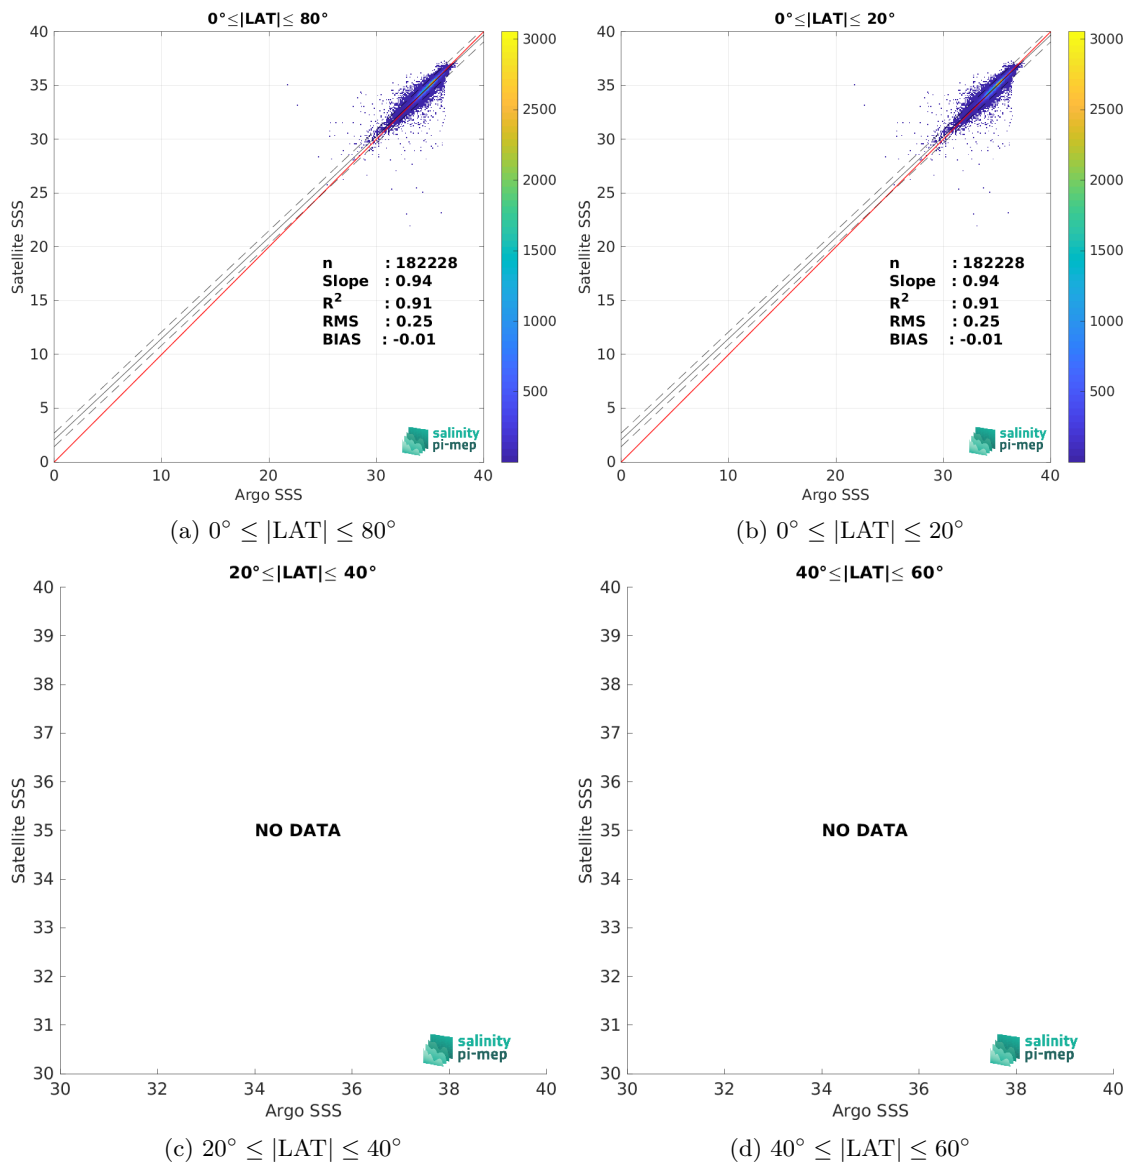 0°≤|LAT|≤ 80°
40
35
30
25
20
15
10
5
0
Satellite SSS
0
10
20
30
40
Argo SSS
n : 182228
Slope : 0.94
R² : 0.91
RMS : 0.25
BIAS : -0.01
salinity
pi-mep
3000
2500
2000
1500
1000
500
(a) 0° ≤ |LAT| ≤ 80°
0°≤|LAT|≤ 20°
40
35
30
25
20
15
10
5
0
Satellite SSS
0
10
20
30
40
Argo SSS
n : 182228
Slope : 0.94
R² : 0.91
RMS : 0.25
BIAS : -0.01
salinity
pi-mep
3000
2500
2000
1500
1000
500
(b) 0° ≤ |LAT| ≤ 20°
20°≤|LAT|≤ 40°
40
39
38
37
36
35
34
33
32
31
30
Satellite SSS
NO DATA
salinity
pi-mep
30
32
34
36
38
40
Argo SSS
(c) 20° ≤ |LAT| ≤ 40°
40°≤|LAT|≤ 60°
40
39
38
37
36
35
34
33
32
31
30
Satellite SSS
NO DATA
salinity
pi-mep
30
32
34
36
38
40
Argo SSS
(d) 40° ≤ |LAT| ≤ 60°